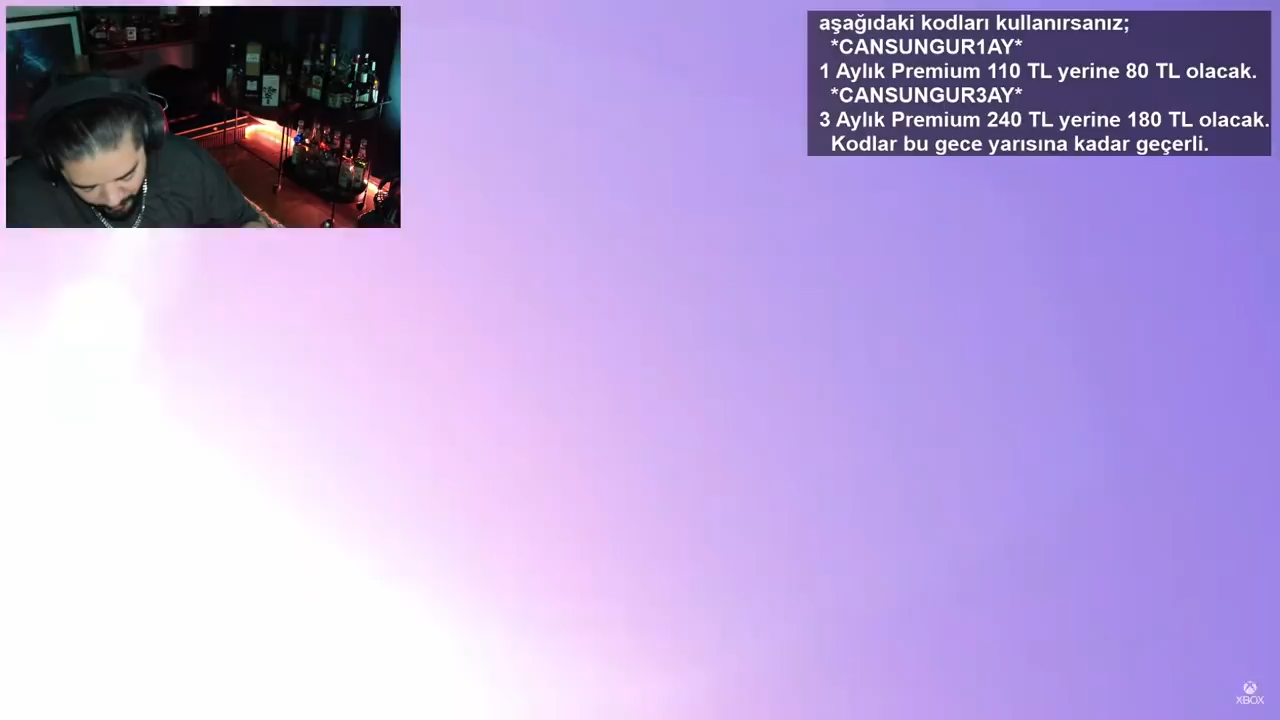 aşağıdaki kodları kullanırsanız;
*CANSUNGUR1AY*
1 Aylık Premium 110 TL yerine 80 TL olacak.
*CANSUNGUR3AY*
3 Aylık Premium 240 TL yerine 180 TL olacak.
Kodlar bu gece yarısına kadar geçerli.
XBOX